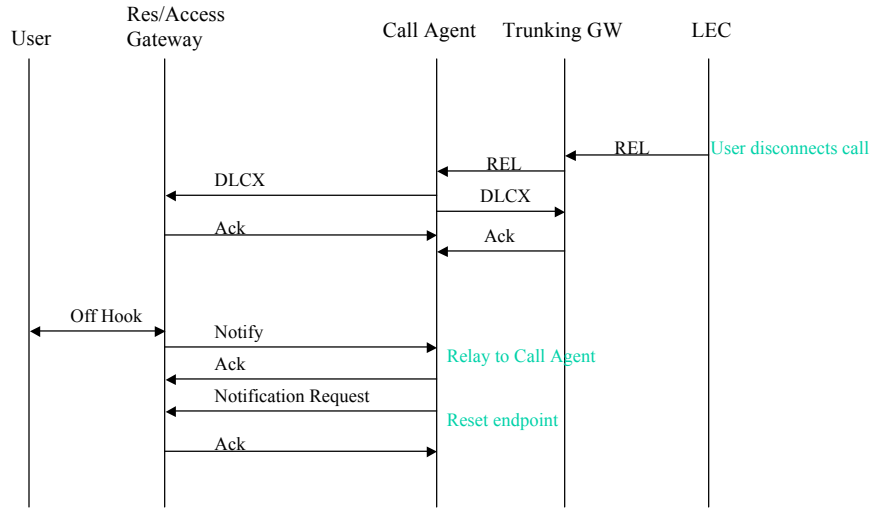 User
Res/Access
Gateway
Call Agent
Trunking GW
LEC
REL
User disconnects call
REL
DLCX
DLCX
Ack
Ack
Off Hook
Notify
Relay to Call Agent
Ack
Notification Request
Reset endpoint
Ack